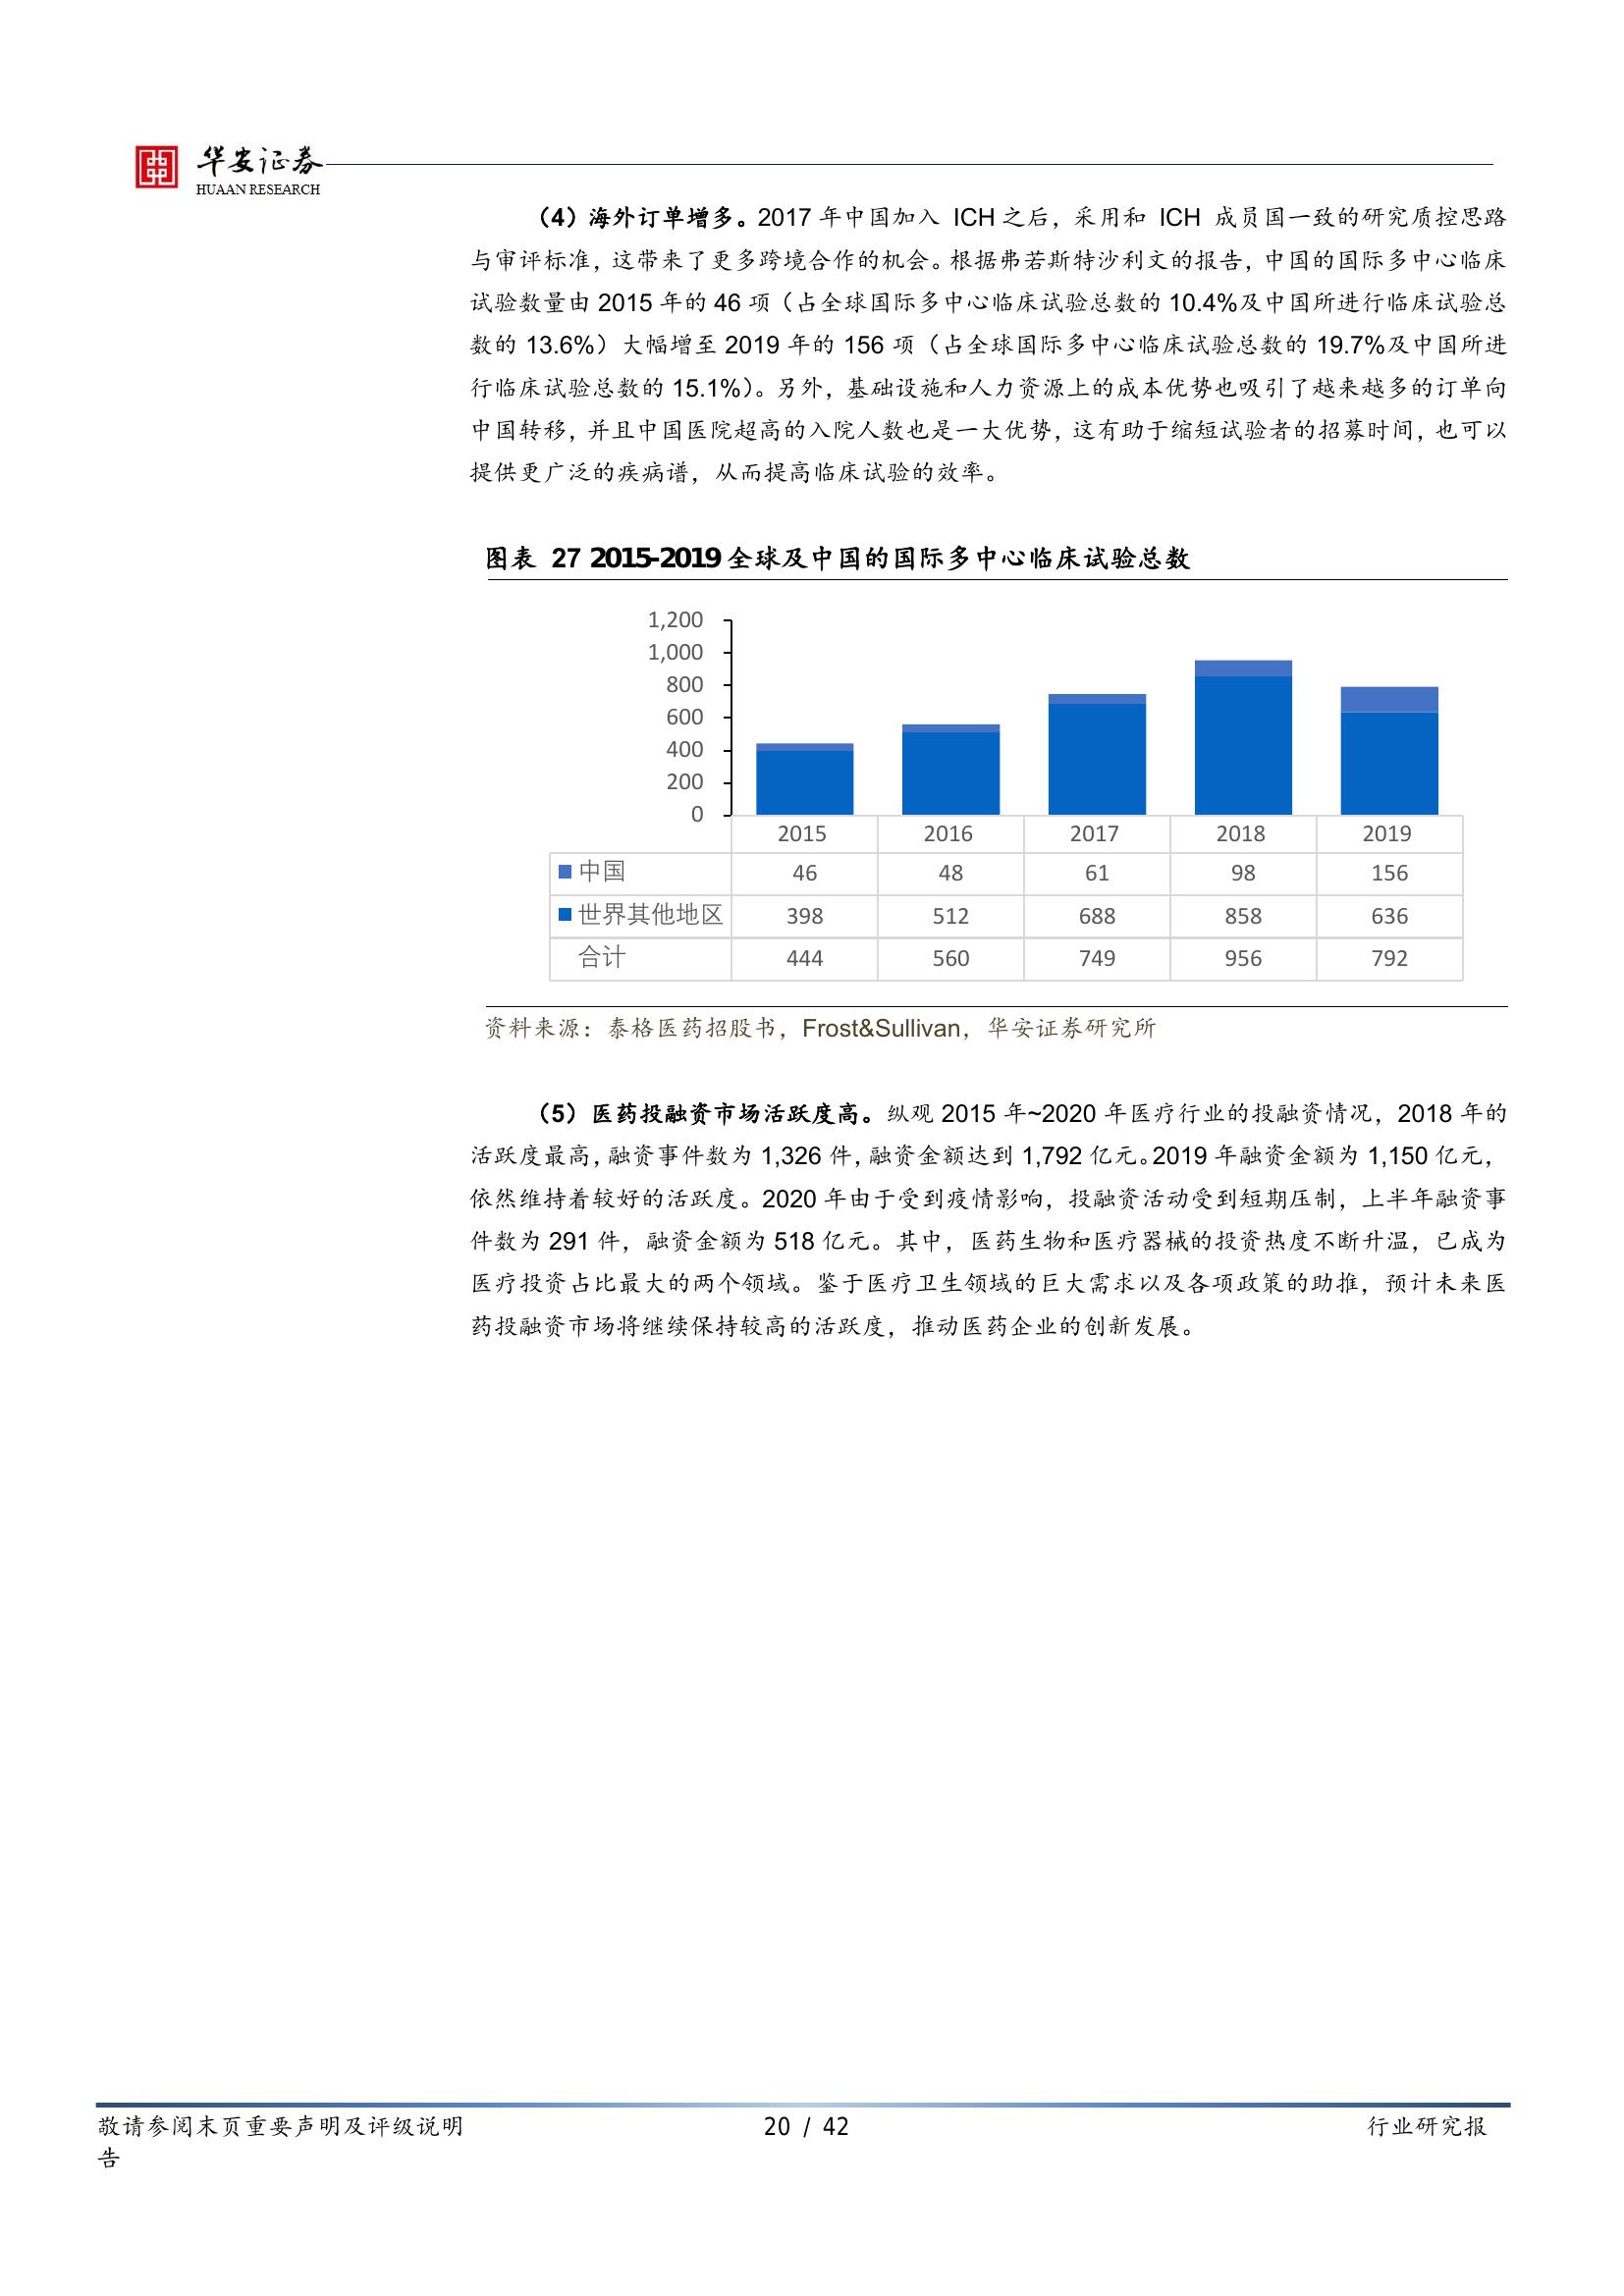 华安证券
HUAAN RESEARCH
（4）海外订单增多。2017 年中国加入 ICH 之后，采用和 ICH 成员国一致的研究质控思路
与审评标准，这带来了更多跨境合作的机会。根据弗若斯特沙利文的报告，中国的国际多中心临床
试验数量由 2015 年的 46 项（占全球国际多中心临床试验总数的 10.4%及中国所进行临床试验总
数的 13.6%）大幅增至 2019 年的 156 项（占全球国际多中心临床试验总数的 19.7%及中国所进
行临床试验总数的 15.1%）。另外，基础设施和人力资源上的成本优势也吸引了越来越多的订单向
中国转移，并且中国医院超高的入院人数也是一大优势，这有助于缩短试验者的招募时间，也可以
提供更广泛的疾病谱，从而提高临床试验的效率。
图表 27 2015-2019 全球及中国的国际多中心临床试验总数
1,200
1,000
800
600
400
200
0
2015 2016 2017 2018 2019
中国 46 48 61 98 156
世界其他地区 398 512 688 858 636
合计 444 560 749 956 792
资料来源：泰格医药招股书，Frost&Sullivan，华安证券研究所
（5）医药投融资市场活跃度高。纵观 2015 年~2020 年医疗行业的投融资情况，2018 年的
活跃度最高，融资事件数为 1,326 件，融资金额达到 1,792 亿元。2019 年融资金额为 1,150 亿元，
依然维持着较好的活跃度。2020 年由于受到疫情影响，投融资活动受到短期压制，上半年融资事
件数为 291 件，融资金额为 518 亿元。其中，医药生物和医疗器械的投资热度不断升温，已成为
医疗投资占比最大的两个领域。鉴于医疗卫生领域的巨大需求以及各项政策的助推，预计未来医
药投融资市场将继续保持较高的活跃度，推动医药企业的创新发展。
敬请参阅末页重要声明及评级说明 20 / 42 行业研究报
告